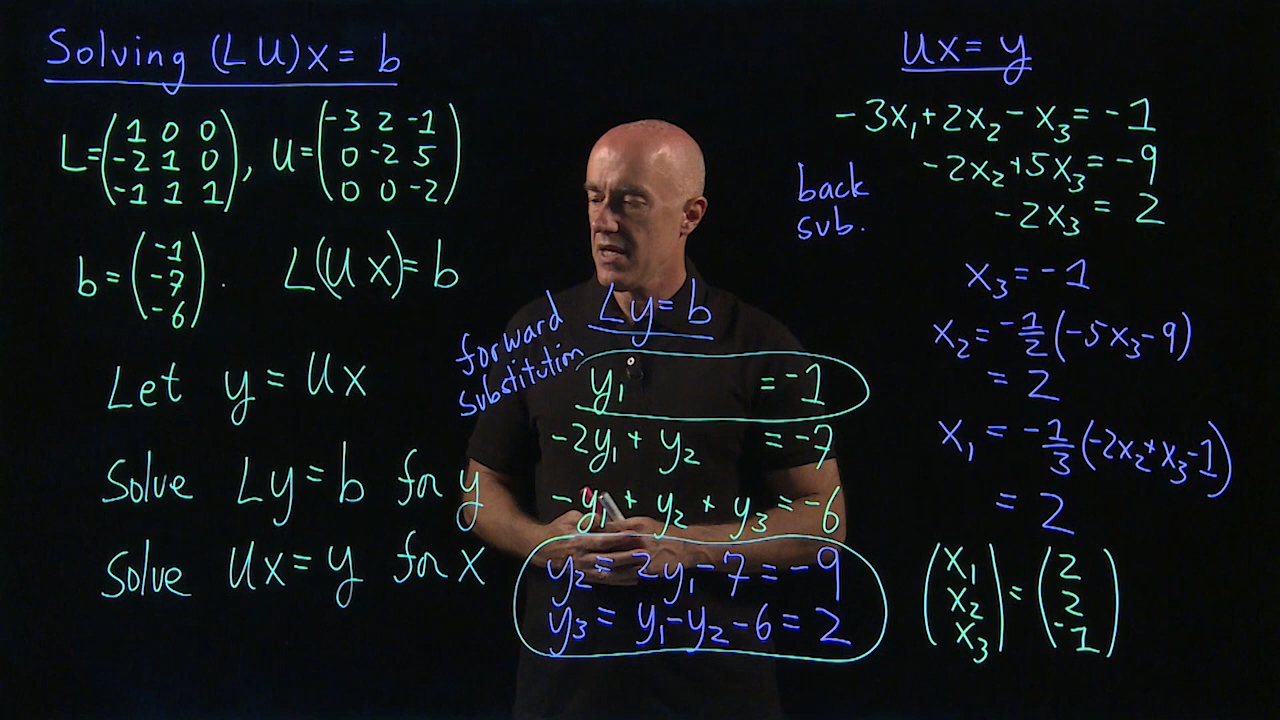 Solving (LU)x = b
L=(1 0 0
-2 1 0
-1 1 1), U=(-3 2 -1
0 -2 5
0 0 -2)
b=(-1
-7
-6). L(Ux)=b
Let y=Ux
Solve Ly=b for y
Solve Ux=y for x
Ly=b
forward
substitution
y₁ =-1
-2y₁+y₂ =-7
-y₁+y₂+y₃=-6
y₂=2y₁-7=-9
y₃=y₁-y₂-6=2
Ux=y
back
sub.
-3x₁+2x₂-x₃=-1
-2x₂+5x₃=-9
-2x₃=2
x₃=-1
x₂=-1/2(-5x₃-9)
=2
x₁=-1/3(-2x₂+x₃-1)
=2
(x₁
x₂
x₃)=(2
2
-1)